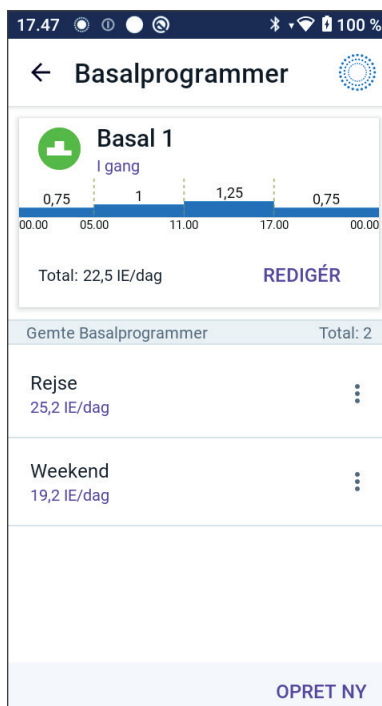 17.47 100 %
Basalprogrammer
Basal 1
I gang
0,75 1 1,25 0,75
00.00 05.00 11.00 17.00 00.00
Total: 22,5 IE/dag REDIGÉR
Gemte Basalprogrammer Total: 2
Rejse
25,2 IE/dag
Weekend
19,2 IE/dag
OPRET NY